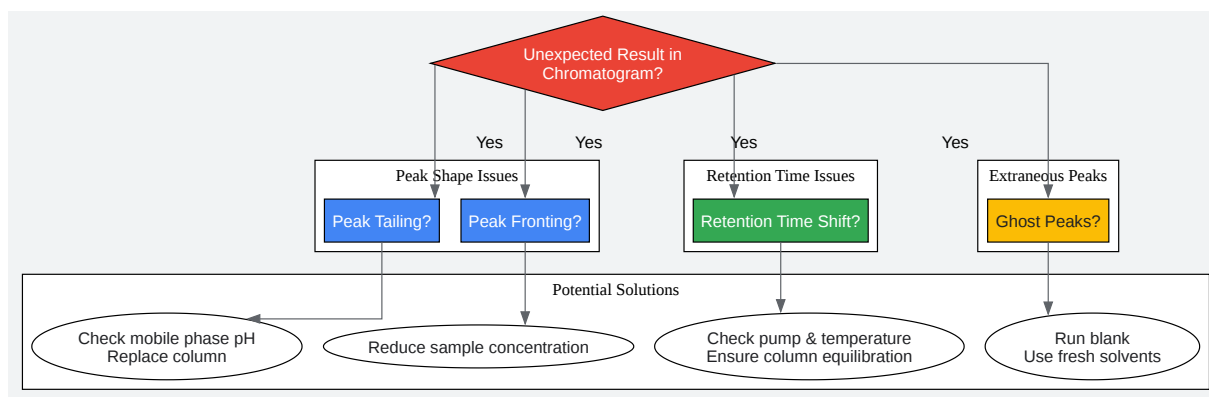 Unexpected Result in
Chromatogram?
Yes
Yes
Yes
Yes
Peak Shape Issues
Retention Time Issues
Extraneous Peaks
Peak Tailing?
Peak Fronting?
Retention Time Shift?
Ghost Peaks?
Potential Solutions
Check mobile phase pH
Replace column
Reduce sample concentration
Check pump & temperature
Ensure column equilibration
Run blank
Use fresh solvents